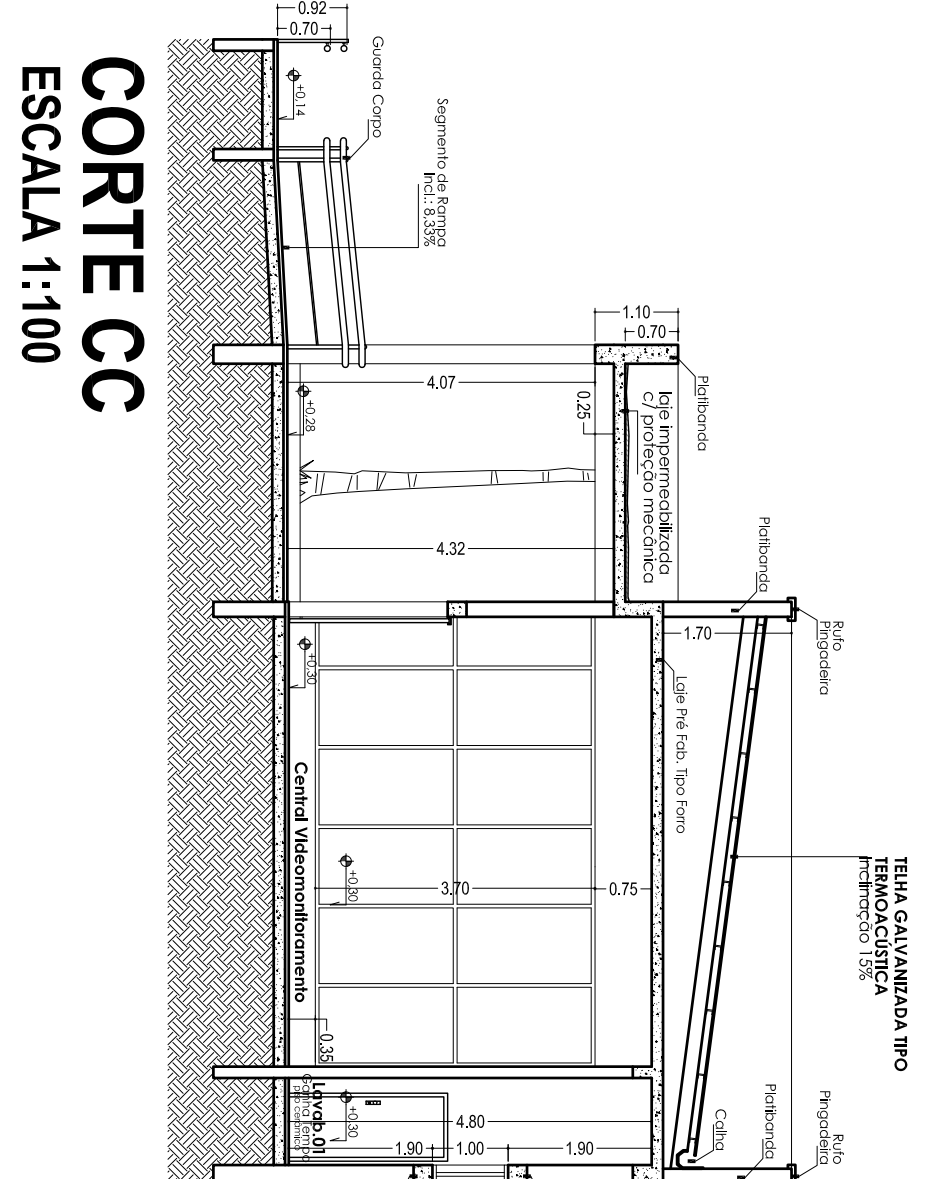 CORTE CC
ESCALA 1:100
0.92
0.70
+0,14
Guarda Corpo
Segmento de Rampa
Incl.: 8,33%
1.10
0.70
Platibanda
laje impermeabilizada
c/ proteção mecânica
4.07
0.25
+0,28
4.32
Platibanda
Rufo
Pingadeira
1.70
Laje Pré Fab. Tipo Forro
+0,30
Central Videomonitoramento
+0,30
3.70
0.75
0.35
TELHA GALVANIZADA TIPO
TERMOACÚSTICA
Inclinação 15%
Lavab.01
Ganha Tempo
piso cerâmico
+0,30
4.80
1.90
1.00
1.90
Calha
Platibanda
Rufo
Pingadeira